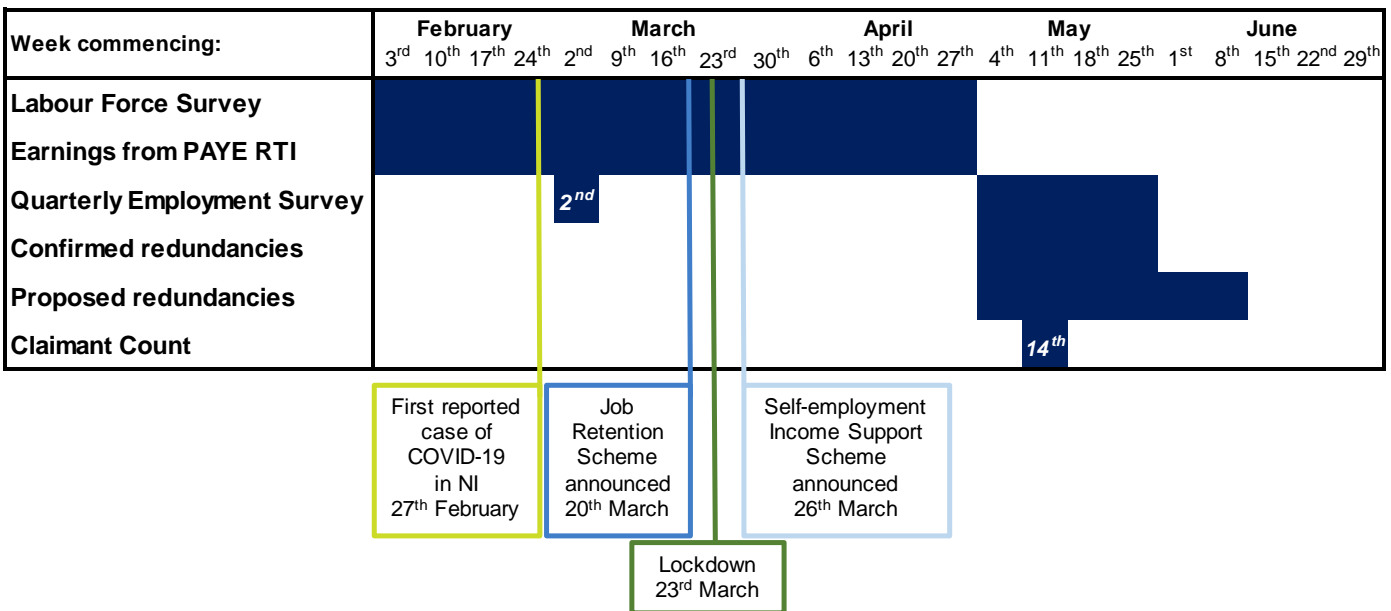 Week commencing:
February March April May June
3rd 10th 17th 24th 2nd 9th 16th 23rd 30th 6th 13th 20th 27th 4th 11th 18th 25th 1st 8th 15th 22nd 29th
Labour Force Survey
Earnings from PAYE RTI
Quarterly Employment Survey
2nd
Confirmed redundancies
Proposed redundancies
Claimant Count
14th
First reported
case of
COVID-19
in NI
27th February
Job
Retention
Scheme
announced
20th March
Self-employment
Income Support
Scheme
announced
26th March
Lockdown
23rd March